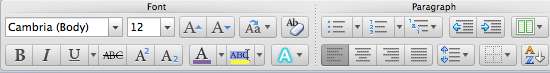 Font Paragraph
Cambria (Body) 12 A A Aa Ab
B I U ABC A2 A2 A ABC A A Z